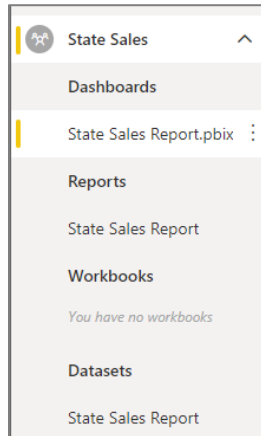 State Sales
Dashboards
State Sales Report.pbix
Reports
State Sales Report
Workbooks
You have no workbooks
Datasets
State Sales Report